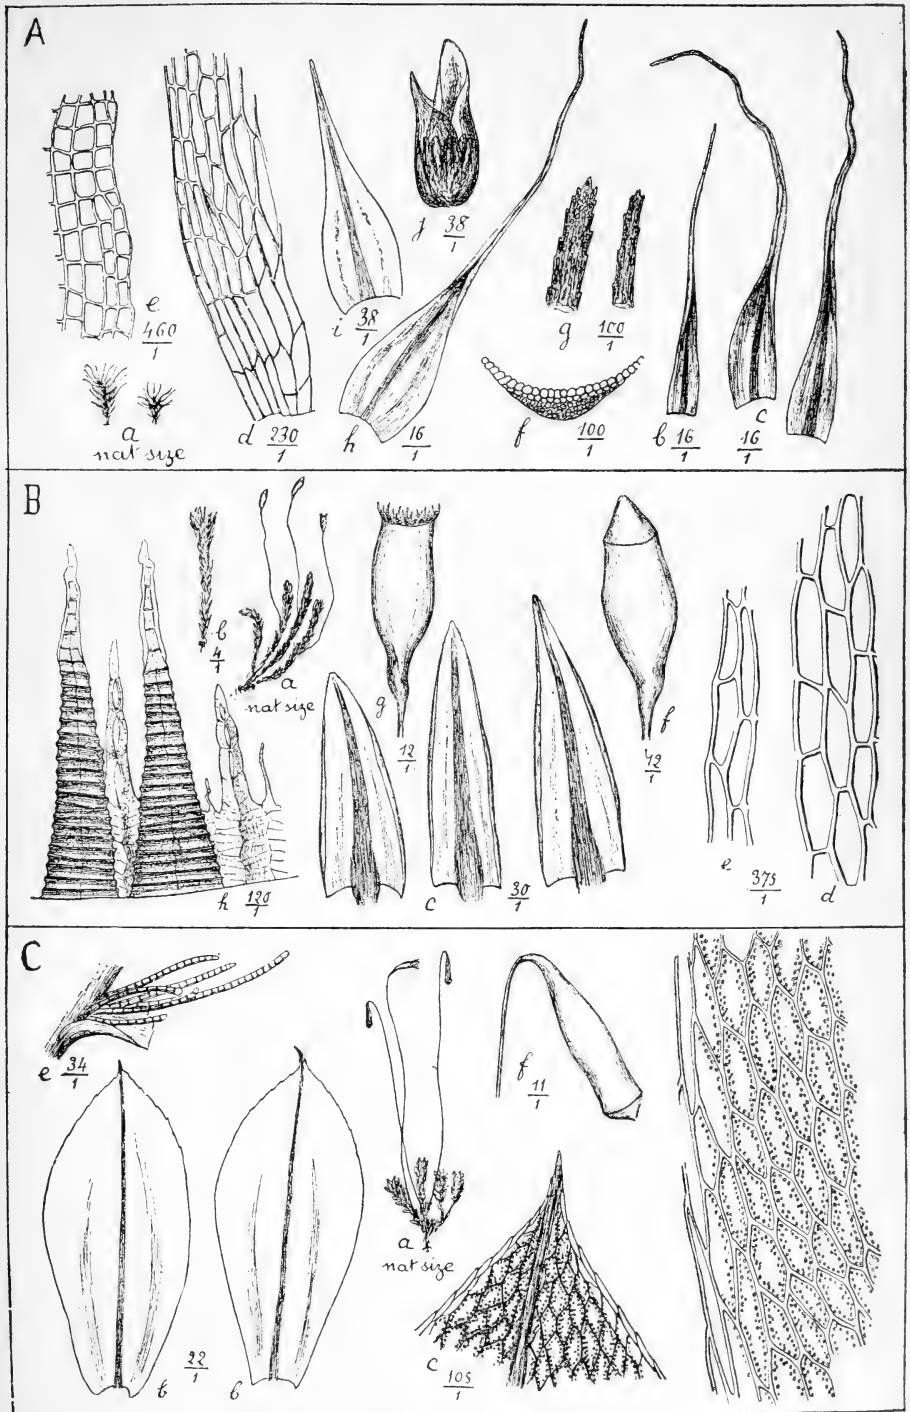 A
e
460/1
a
nat size
d 230/1
i 38/1
j 38/1
h 16/1
g 100/1
f 100/1
b 16/1
c 16/1
B
b
4/1
a
nat size
g
12/1
f
12/1
h 120/1
c 30/1
e 375/1 d
C
e 34/1
f 11/1
a
nat size
b 22/1 b
c 105/1